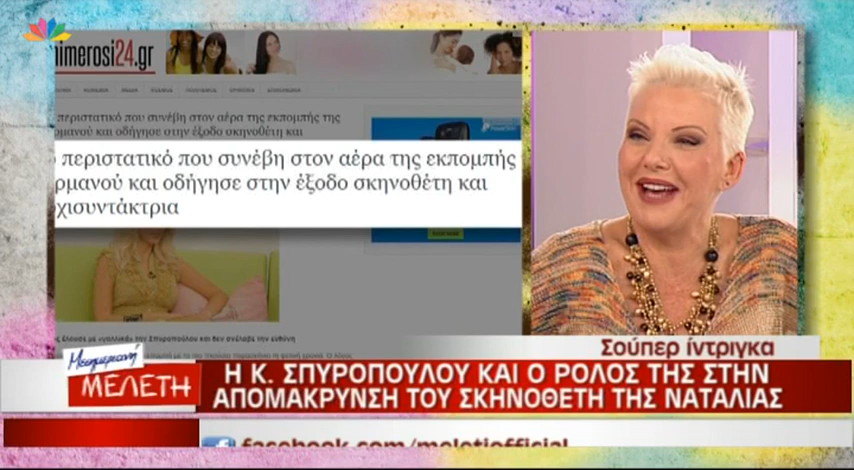 nimerosi24.gr
περιστατικό που συνέβη στον αέρα της εκπομπής της
ρμανού και οδήγησε στην έξοδο σκηνοθέτη και
περιστατικό που συνέβη στον αέρα της εκπομπής
ρμανού και οδήγησε στην έξοδο σκηνοθέτη και
χισυντάκτρια
Σούπερ ίντριγκα
Μεσημεριανή
ΜΕΛΕΤΗ
Η Κ. ΣΠΥΡΟΠΟΥΛΟΥ ΚΑΙ Ο ΡΟΛΟΣ ΤΗΣ ΣΤΗΝ
ΑΠΟΜΑΚΡΥΝΣΗ ΤΟΥ ΣΚΗΝΟΘΕΤΗ ΤΗΣ ΝΑΤΑΛΙΑΣ
facebook.com/meletiofficial